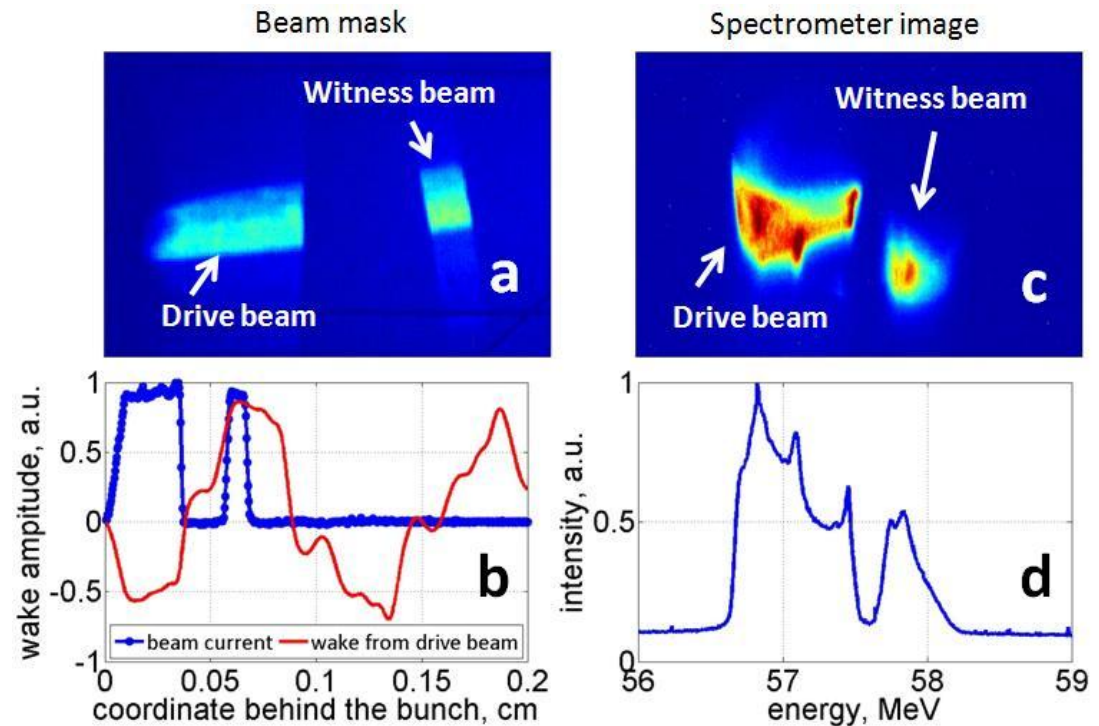 Beam mask
Spectrometer image
Witness beam
Drive beam
a
Witness beam
Drive beam
c
wake ampitude, a.u.
1
0.5
0
-0.5
-1
b
beam current
wake from drive beam
0
0.05
0.1
0.15
0.2
coordinate behind the bunch, cm
intensity, a.u.
1
0.5
0
d
56
57
58
59
energy, MeV